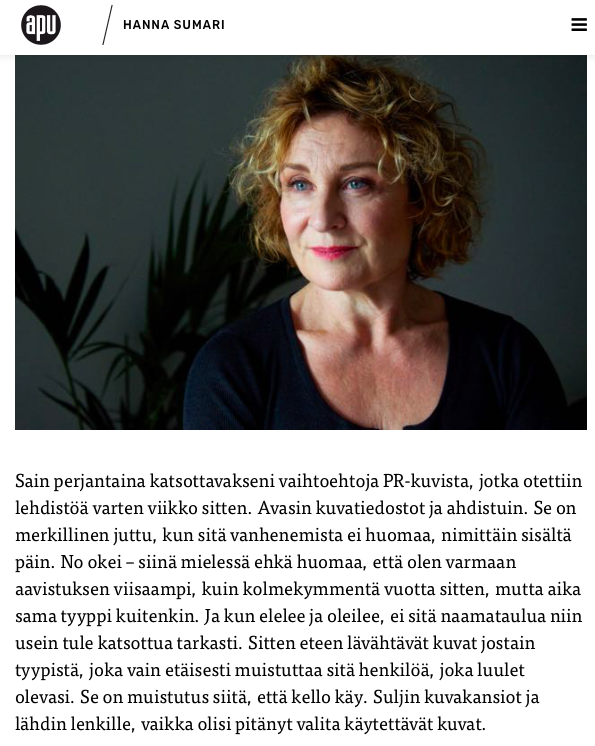 apu
HANNA SUMARI
Sain perjantaina katsottavakseni vaihtoehtoja PR-kuvista, jotka otettiin
lehdistöä varten viikko sitten. Avasin kuvatiedostot ja ahdistuin. Se on
merkillinen juttu, kun sitä vanhenemista ei huomaa, nimittäin sisältä
päin. No okei – siinä mielessä ehkä huomaa, että olen varmaan
aavistuksen viisaampi, kuin kolmekymmentä vuotta sitten, mutta aika
sama tyyppi kuitenkin. Ja kun elelee ja oleilee, ei sitä naamataulua niin
usein tule katsottua tarkasti. Sitten eteen lävähtävät kuvat jostain
tyypistä, joka vain etäisesti muistuttaa sitä henkilöä, joka luulet
olevasi. Se on muistutus siitä, että kello käy. Suljin kuvakansiot ja
lähdin lenkille, vaikka olisi pitänyt valita käytettävät kuvat.